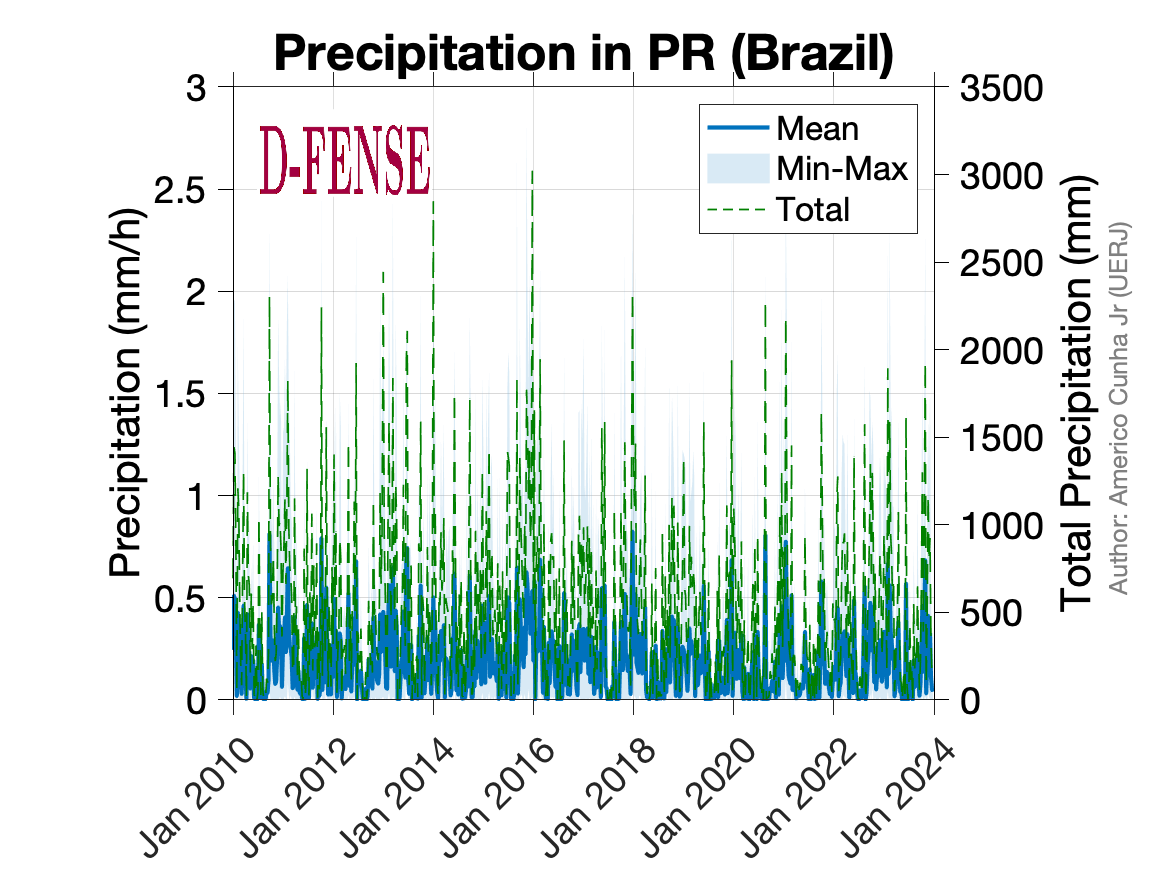 Precipitation in PR (Brazil)
D-FENSE
Mean
Min-Max
Total
Precipitation (mm/h)
3
2.5
2
1.5
1
0.5
0
3500
3000
2500
2000
1500
1000
500
0
Total Precipitation (mm)
Author: Americo Cunha Jr (UERJ)
Jan 2010
Jan 2012
Jan 2014
Jan 2016
Jan 2018
Jan 2020
Jan 2022
Jan 2024